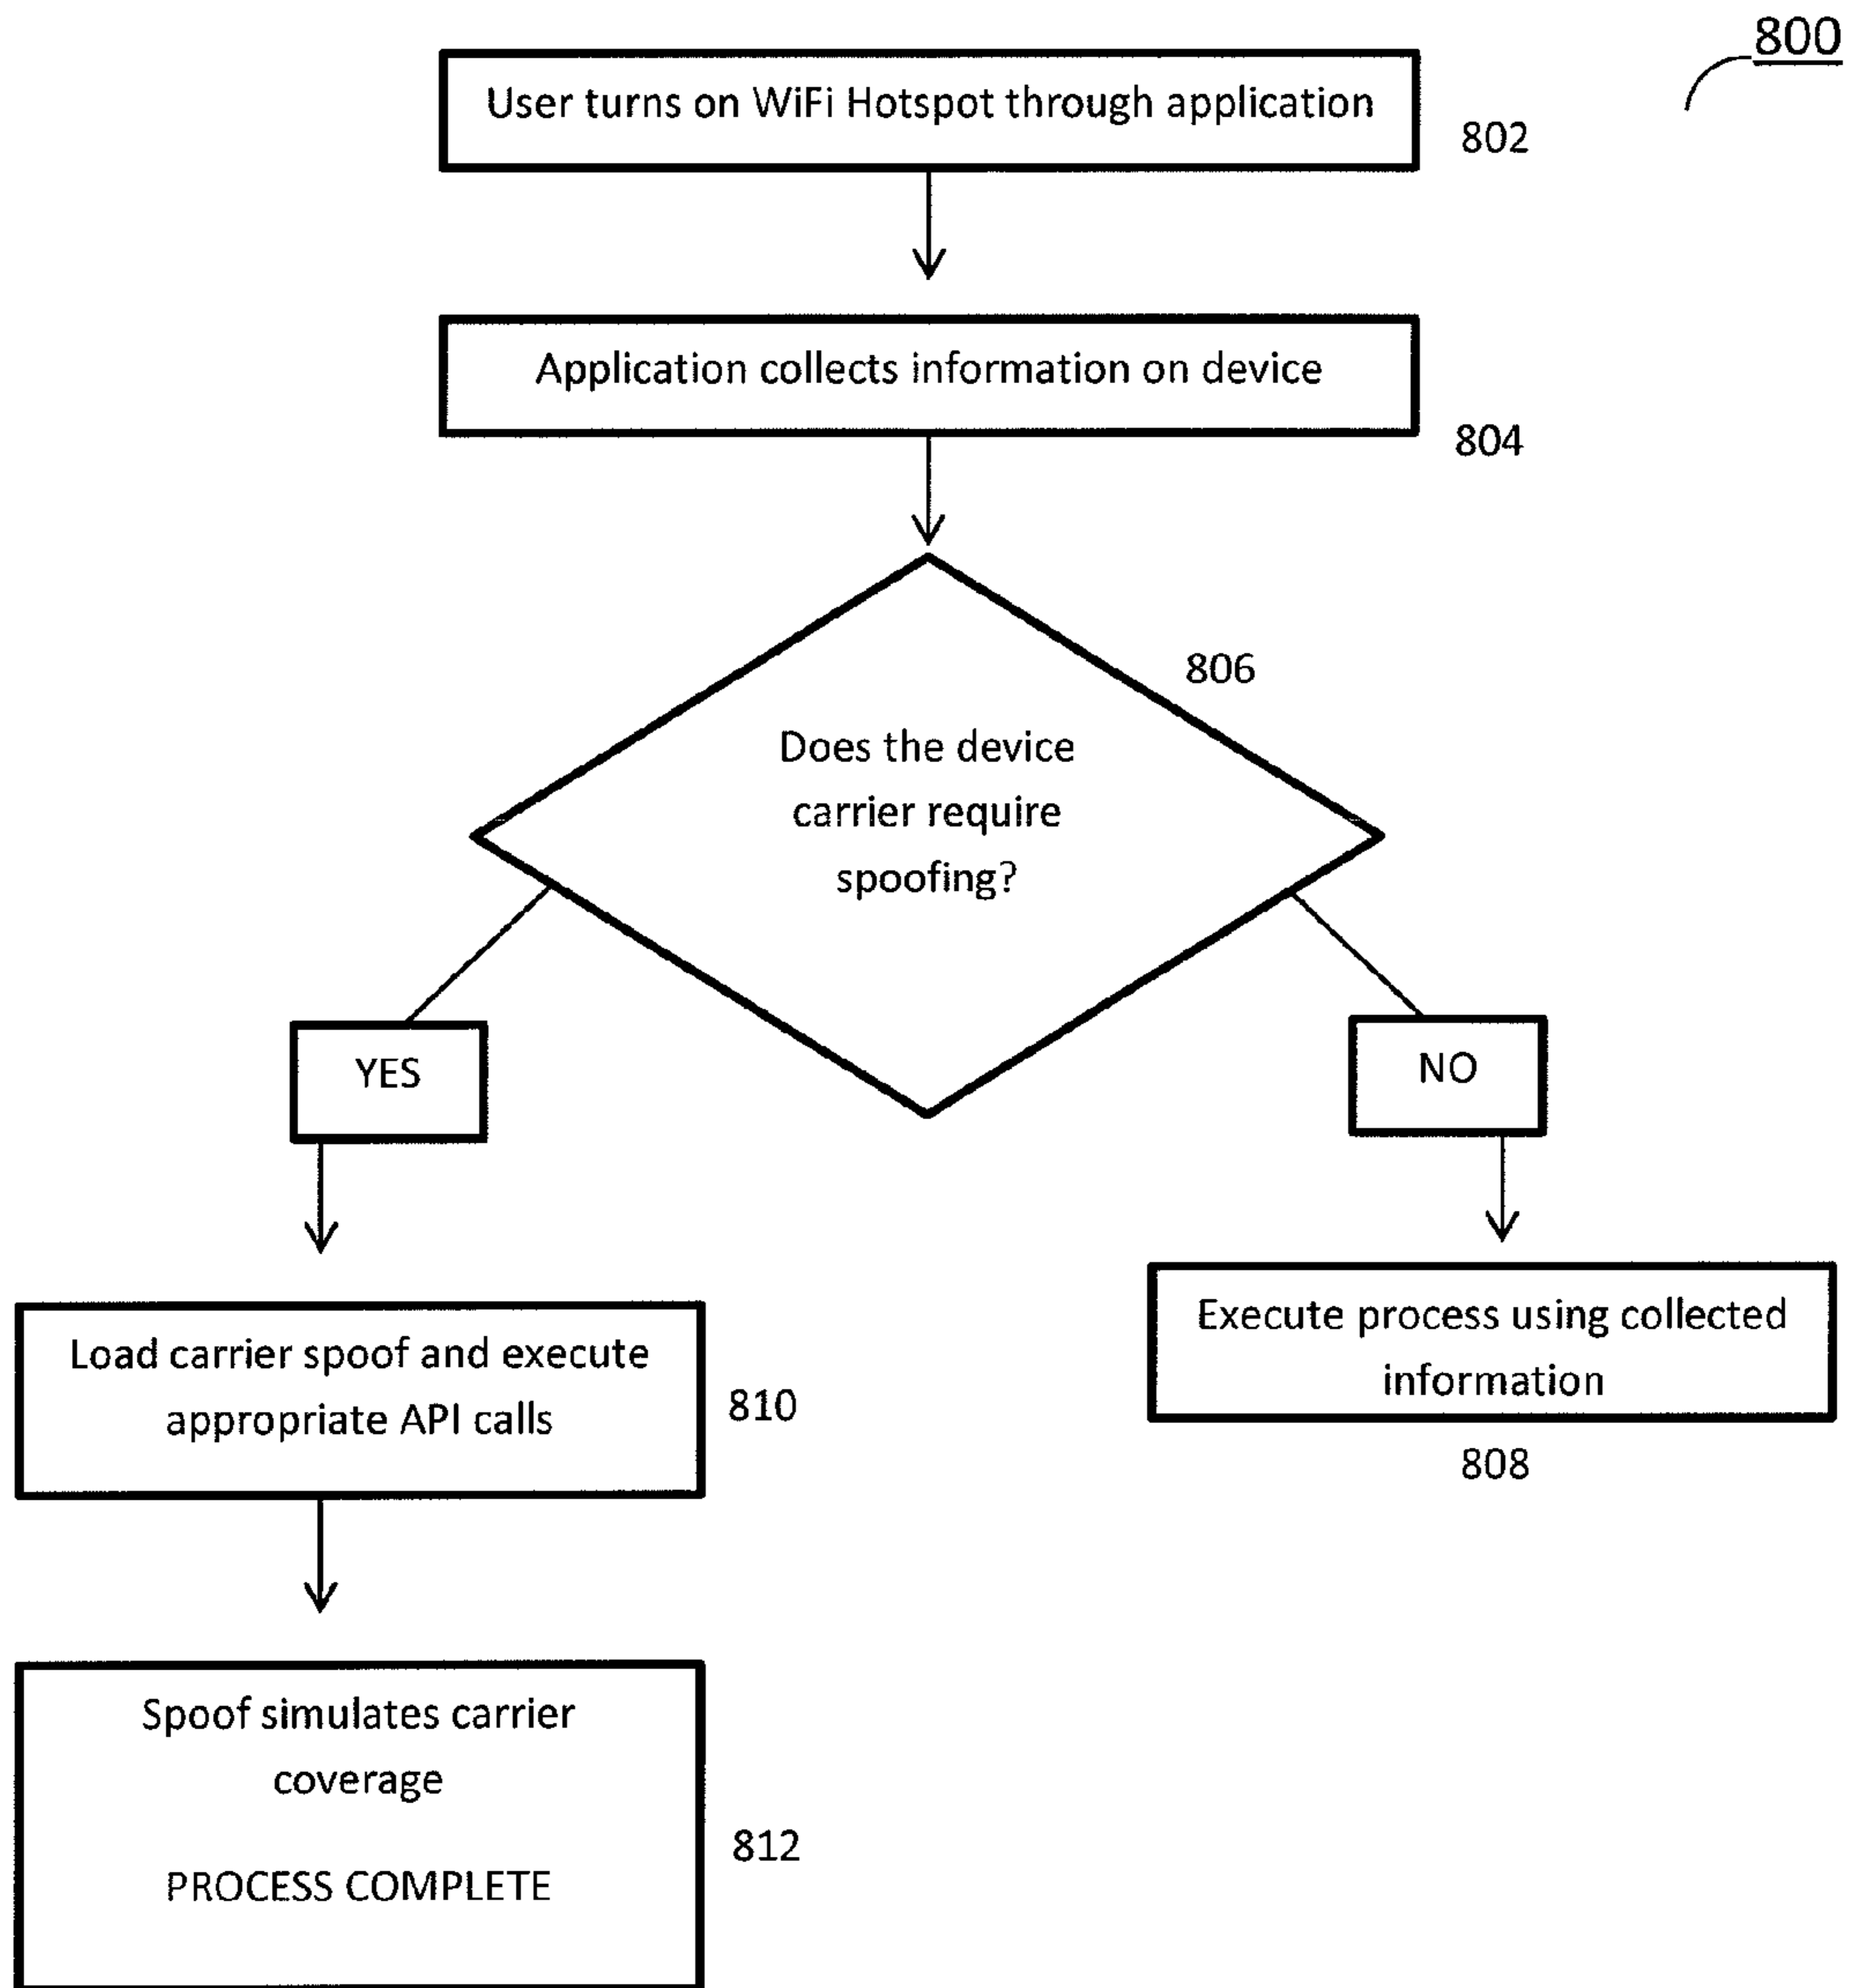 800
User turns on WiFi Hotspot through application
802
Application collects information on device
804
806
Does the device
carrier require
spoofing?
YES
NO
Load carrier spoof and execute
appropriate API calls
810
Execute process using collected
information
808
Spoof simulates carrier
coverage
812
PROCESS COMPLETE